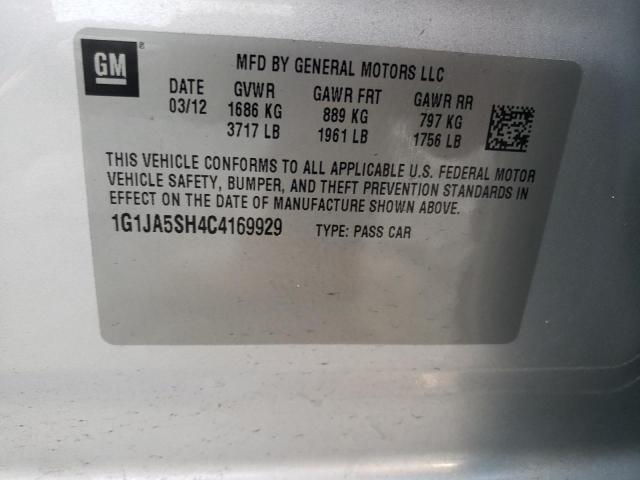 GM
MFD BY GENERAL MOTORS LLC
DATE GVWR GAWR FRT GAWR RR
03/12 1686 KG 889 KG 797 KG
3717 LB 1961 LB 1756 LB
THIS VEHICLE CONFORMS TO ALL APPLICABLE U.S. FEDERAL MOTOR
VEHICLE SAFETY, BUMPER, AND THEFT PREVENTION STANDARDS IN
EFFECT ON THE DATE OF MANUFACTURE SHOWN ABOVE.
1G1JA5SH4C4169929 TYPE: PASS CAR